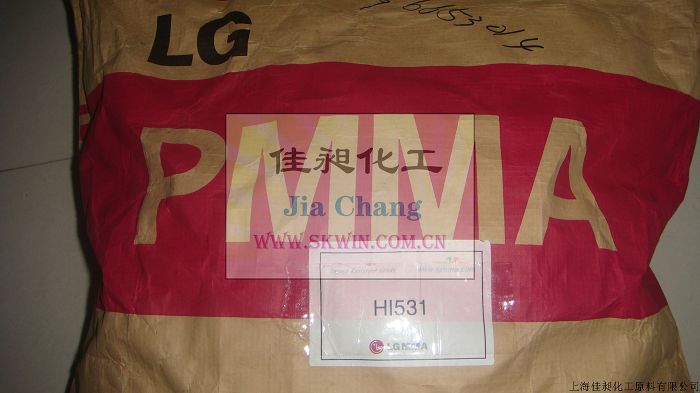 LG
PMMA
佳昶化工
Jia Chang
WWW.SKWIN.COM.CN
HI531
LG MMA
上海佳昶化工原料有限公司